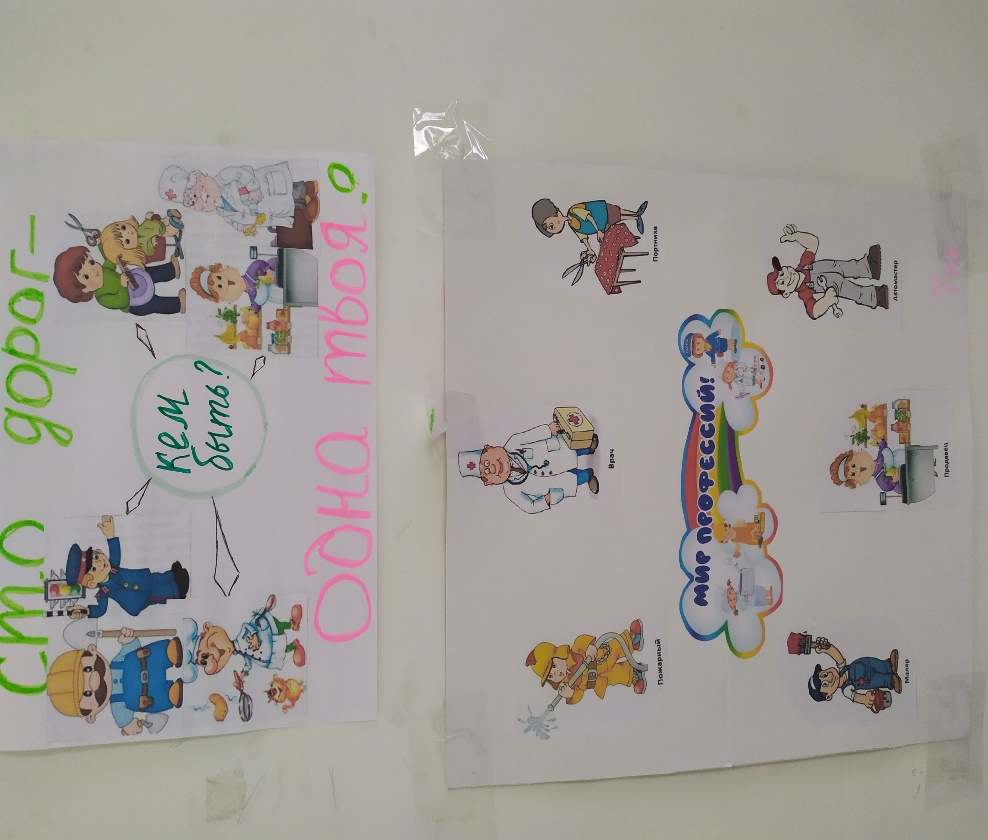 Сто дорог –
Кем
быть?
Одна твоя
Пожарный
Врач
Портниха
МИР ПРОФЕССИЙ!
Маляр
Продавец
Автомастер